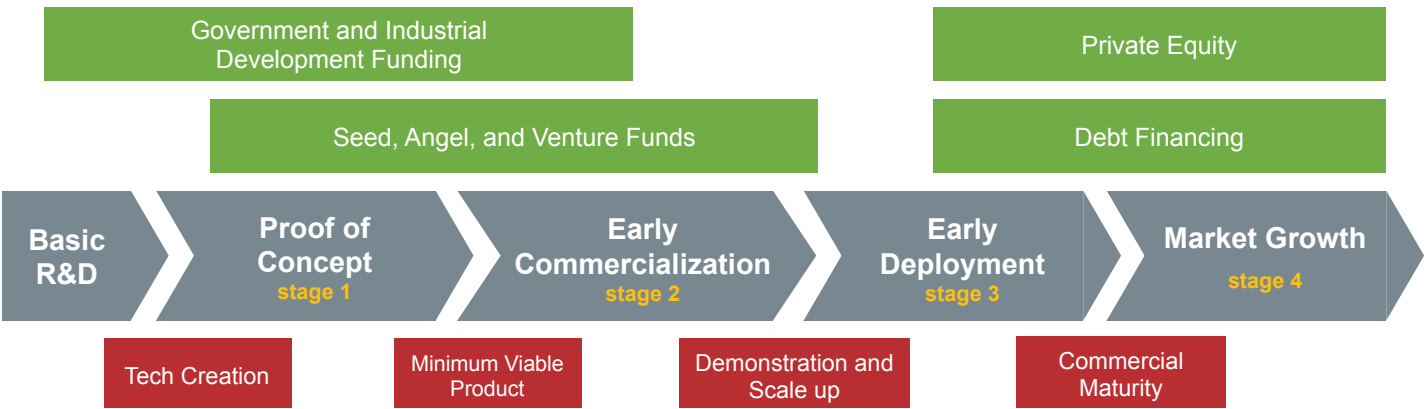 Government and Industrial
Development Funding
Private Equity
Seed, Angel, and Venture Funds
Debt Financing
Basic
R&D
Proof of
Concept
stage 1
Early
Commercialization
stage 2
Early
Deployment
stage 3
Market Growth
stage 4
Tech Creation
Minimum Viable
Product
Demonstration and
Scale up
Commercial
Maturity